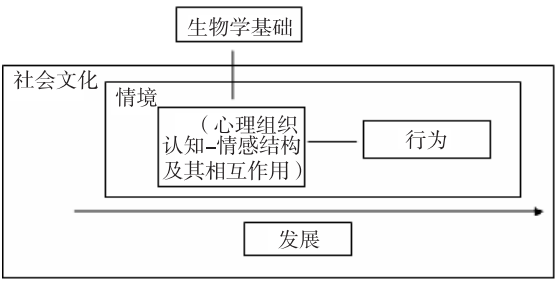 生物学基础
社会文化
情境
（心理组织
认知-情感结构
及其相互作用）
行为
发展